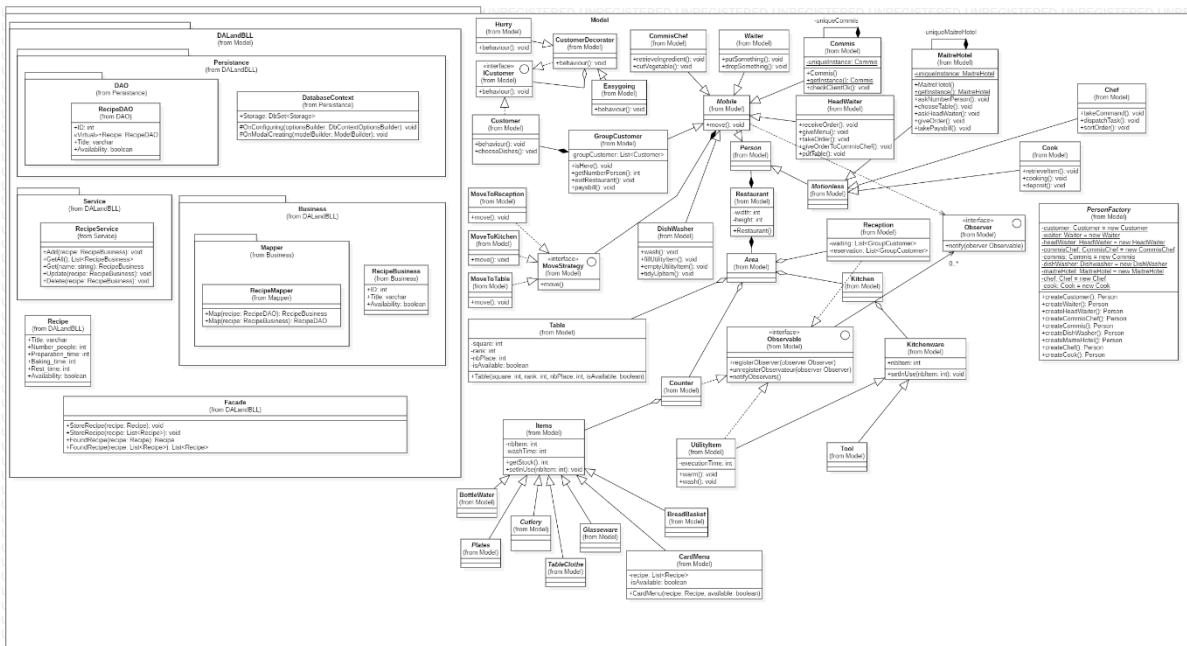 UNREGISTERED UNREGISTERED UNREGISTERED UNREGISTERED UNREGISTERED UNREGISTERED
Model
DALandBLL
(from Model)
Persistance
(from DALandBLL)
DAO
(from Persistance)
RecipeDAO
(from DAO)
+ID: int
+Title: varchar
+Availability: boolean
DatabaseContext
(from Persistance)
+Storage: DbSet<Storage>
Service
(from DALandBLL)
RecipeService
(from Service)
+Add(recipe: RecipeBusiness): void
+GetAll(): List<RecipeBusiness>
+Get(name: string): RecipeBusiness
+Update(recipe: RecipeBusiness): void
+Delete(recipe: RecipeBusiness): void
Business
(from DALandBLL)
Mapper
(from Business)
RecipeMapper
(from Mapper)
+Map(recipe: RecipeDAO): RecipeBusiness
+Map(recipe: RecipeBusiness): RecipeDAO
RecipeBusiness
(from Business)
+ID: int
+Title: varchar
+Availability: boolean
Recipe
(from DALandBLL)
+Title: varchar
+Number_people: int
+Preparation_time: int
+Baking_time: int
+Rest_time: int
+Availability: boolean
Facade
(from DALandBLL)
+StoreRecipe(recipe: Recipe): void
+StoreRecipe(recipe: List<Recipe>): void
+FoundRecipe(recipe: Recipe): Recipe
+FoundRecipe(recipe: List<Recipe>): List<Recipe>
Hurry
(from Model)
+behaviour(): void
CustomerDecorator
(from Model)
+behaviour(): void
«interface»
ICustomer
(from Model)
+behaviour(): void
Easygoing
(from Model)
+behaviour(): void
Customer
(from Model)
+behaviour(): void
+chooseDishes(): void
GroupCustomer
(from Model)
groupCustomer: List<Customer>
+isHere(): void
+getNumberPerson(): int
+exitRestaurant(): void
+paysbill(): void
CommisChef
(from Model)
+retrieveIngredient(): void
+cutVegetable(): void
Waiter
(from Model)
+putSomething(): void
+dropSomething(): void
-uniqueCommis
Commis
(from Model)
-uniqueInstance: Commis
+Commis()
+getInstance(): Commis
+checkClientOk(): void
-uniqueMaitreHotel
MaitreHotel
(from Model)
-uniqueInstance: MaitreHotel
+MaitreHotel()
+getInstance(): MaitreHotel
+askNumberPerson(): void
+chooseTable(): void
+askHeadWaiter(): void
+giveOrder(): void
+takePaybill(): void
Chef
(from Model)
+takeCommand(): void
+dispatchTask(): void
+sortOrder(): void
Mobile
(from Model)
+move(): void
HeadWaiter
(from Model)
+receiveOrder(): void
+giveMenu(): void
+takeOrder(): void
+giveOrderToCommisChef(): void
+putTable(): void
Person
(from Model)
Motionless
(from Model)
Cook
(from Model)
+retrieveItem(): void
+cooking(): void
+deposit(): void
Restaurant
(from Model)
-width: int
-height: int
+Restaurant()
MoveToReception
(from Model)
+move(): void
MoveToKitchen
(from Model)
+move(): void
MoveToTable
(from Model)
+move(): void
«interface»
MoveStrategy
(from Model)
+move()
DishWasher
(from Model)
+wash(): void
+fillUtilityItem(): void
+emptyUtilityItem(): void
+tidyUpItem(): void
Reception
(from Model)
-waiting: List<GroupCustomer>
-reservation: List<GroupCustomer>
«interface»
Observer
(from Model)
+notify(oberver Observable)
0..*
PersonFactory
(from Model)
-customer: Customer = new Customer
-waiter: Waiter = new Waiter
-headWaiter: HeadWaiter = new HeadWaiter
-commisChef: CommisChef = new CommisChef
-commis: Commis = new Commis
-dishWasher: Dishwasher = new DishWasher
-maitreHotel: MaitreHotel = new MaitreHotel
-chef: Chef = new Chef
-cook: Cook = new Cook
+createCustomer(): Person
+createWaiter(): Person
+createHeadWaiter(): Person
+createCommisChef(): Person
+createCommis(): Person
+createDishWasher(): Person
+createMaitreHotel(): Person
+createChef(): Person
+createCook(): Person
Area
(from Model)
Kitchen
(from Model)
Table
(from Model)
-square: int
-rank: int
-nbPlace: int
-isAvailable: boolean
+Table(square: int, rank: int, nbPlace: int, isAvailable: boolean)
«interface»
Observable
(from Model)
+registerObserver(observer Observer)
+unregisterObservateur(observer Observer)
+notifyObservers()
Kitchenware
(from Model)
+nbItem: int
+setInUse(nbItem: int): void
Counter
(from Model)
Items
(from Model)
-nbItem: int
-washTime: int
+getStock(): int
+setInUse(nbItem: int): void
UtilityItem
(from Model)
-executionTime: int
+warm(): void
+wash(): void
Tool
(from Model)
BottleWater
(from Model)
Plates
(from Model)
Cutlery
(from Model)
TableClothe
(from Model)
Glasseware
(from Model)
BreadBasket
(from Model)
CardMenu
(from Model)
-recipe: List<Recipe>
-isAvailable: boolean
+CardMenu(recipe: Recipe, available: boolean)